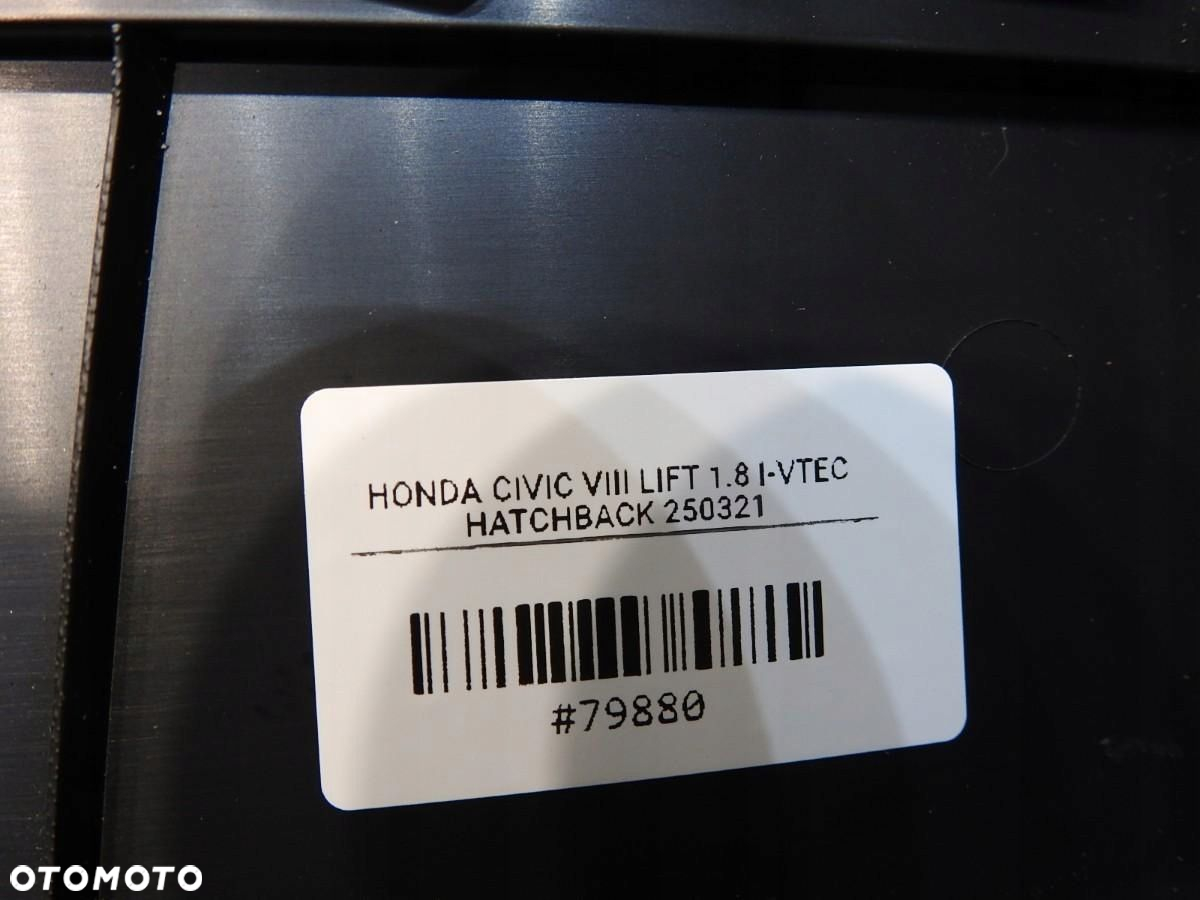 HONDA CIVIC VIII LIFT 1.8 I-VTEC
HATCHBACK 250321
#79880
OTOMOTO